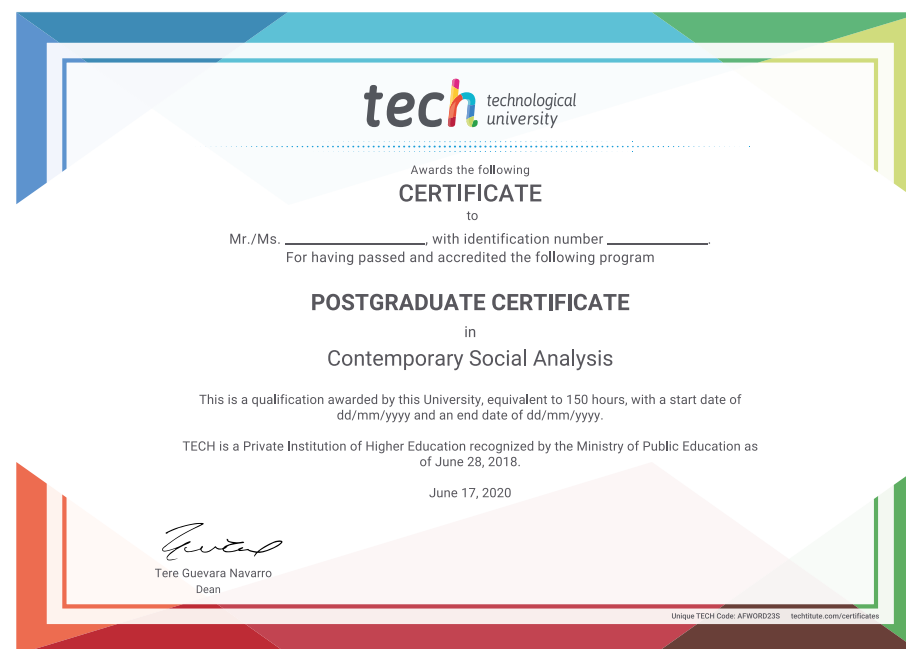 tech technological
university
Awards the following
CERTIFICATE
to
Mr./Ms. ____________________, with identification number ______________.
For having passed and accredited the following program
POSTGRADUATE CERTIFICATE
in
Contemporary Social Analysis
This is a qualification awarded by this University, equivalent to 150 hours, with a start date of
dd/mm/yyyy and an end date of dd/mm/yyyy.
TECH is a Private Institution of Higher Education recognized by the Ministry of Public Education as
of June 28, 2018.
June 17, 2020
Tere Guevara Navarro
Dean
Unique TECH Code: AFWORD23S techtitute.com/certificates